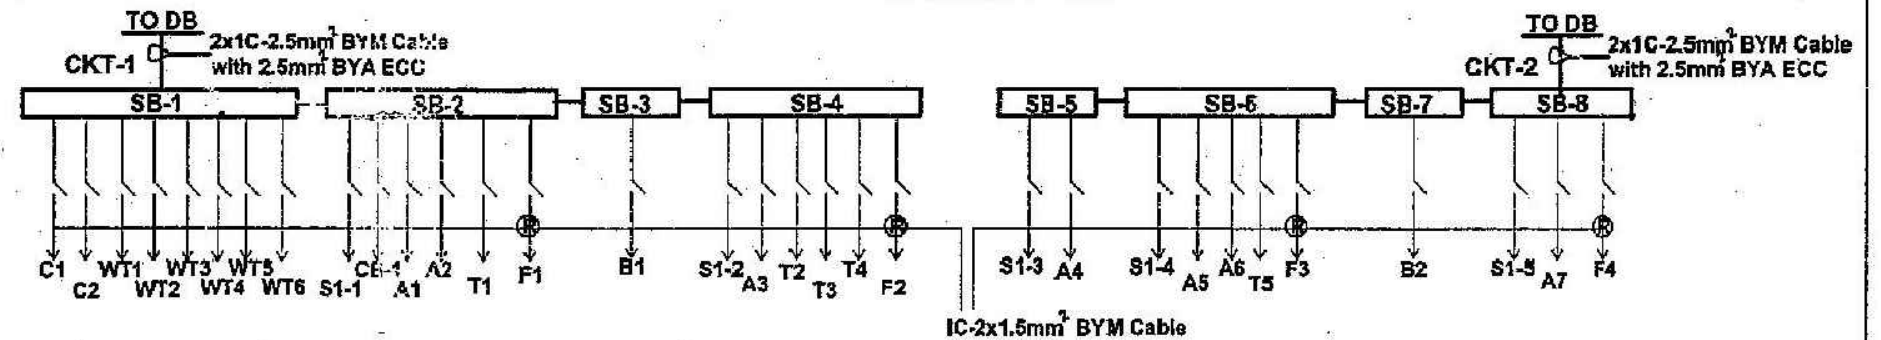 TO DB
2x1C-2.5mm² BYM Cable
CKT-1
with 2.5mm² BYA ECC
TO DB
2x1C-2.5mm² BYM Cable
CKT-2
with 2.5mm² BYA ECC
SB-1 SB-2 SB-3 SB-4 SB-5 SB-6 SB-7 SB-8
R R R R
C1 WT1 WT3 WT5 CB-1 A2 F1 B1 S1-2 T2 T4 S1-3 A4 S1-4 A6 F3 B2 S1-5 F4
C2 WT2 WT4 WT6 S1-1 A1 T1 A3 T3 F2 A5 T5 A7
IC-2x1.5mm² BYM Cable